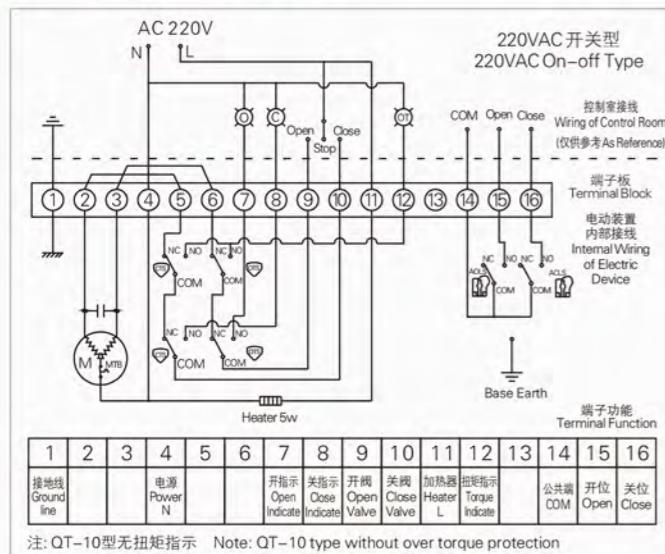 AC 220V
N L
220VAC 开关型
220VAC On-off Type
控制室接线
Wiring of Control Room
(仅供参考As Reference)
O C OT
Open Close
Stop
COM Open Close
端子板
Terminal Block
1 2 3 4 5 6 7 8 9 10 11 12 13 14 15 16
电动装置
内部接线
Internal Wiring
of Electric
Device
NC NO NC NO
COM COM
NC NO NC NO
ACLS ACLS
COM COM
NC NO NC NO
COM COM
M MTB
Heater 5w
Base Earth
端子功能
Terminal Function
1 2 3 4 5 6 7 8 9 10 11 12 13 14 15 16
接地线 电源 开指示 关指示 开阀 关阀 加热器 扭矩指示 公共端 开位 关位
Ground Power Open Close Open Close Heater Torque COM Open Close
line N Indicate Indicate Valve Valve L Indicate
注: QT-10型无扭矩指示 Note: QT-10 type without over torque protection